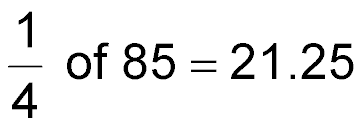 1/4 of 85 = 21.25